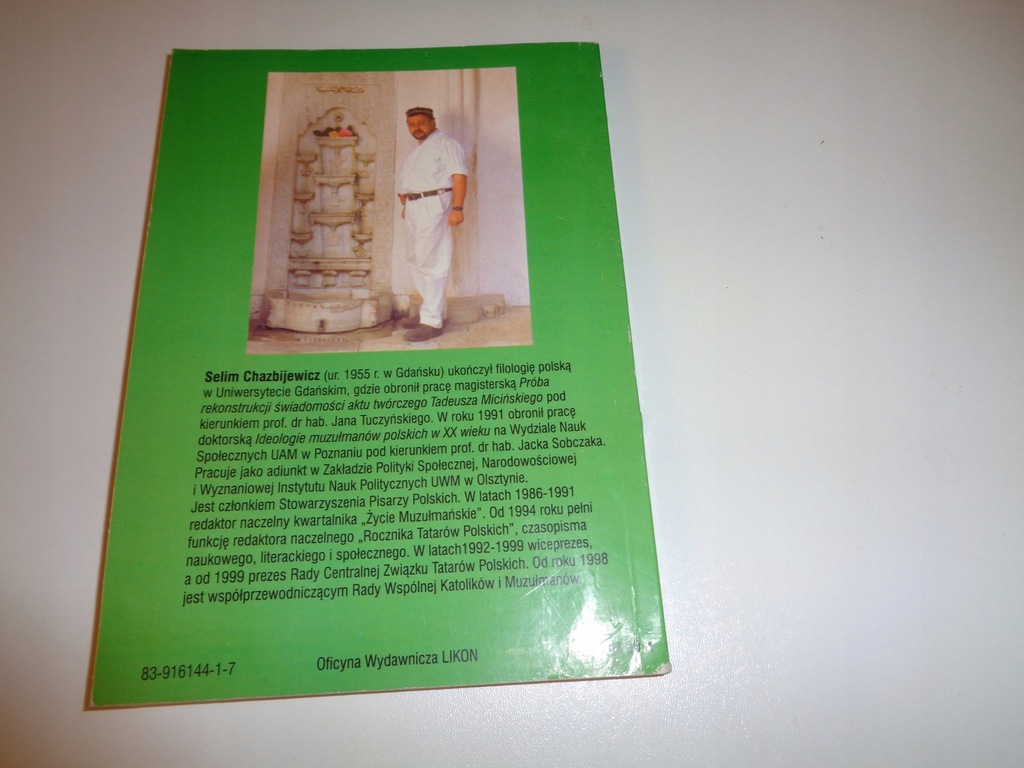 Selim Chazbijewicz (ur. 1955 r. w Gdańsku) ukończył filologię polską
w Uniwersytecie Gdańskim, gdzie obronił pracę magisterską Próba
rekonstrukcji świadomości aktu twórczego Tadeusza Micińskiego pod
kierunkiem prof. dr hab. Jana Tuczyńskiego. W roku 1991 obronił pracę
doktorską Ideologie muzułmanów polskich w XX wieku na Wydziale Nauk
Społecznych UAM w Poznaniu pod kierunkiem prof. dr hab. Jacka Sobczaka.
Pracuje jako adiunkt w Zakładzie Polityki Społecznej, Narodowościowej
i Wyznaniowej Instytutu Nauk Politycznych UWM w Olsztynie.
Jest członkiem Stowarzyszenia Pisarzy Polskich. W latach 1986-1991
redaktor naczelny kwartalnika „Życie Muzułmańskie”. Od 1994 roku pełni
funkcję redaktora naczelnego „Rocznika Tatarów Polskich”, czasopisma
naukowego, literackiego i społecznego. W latach1992-1999 wiceprezes,
a od 1999 prezes Rady Centralnej Związku Tatarów Polskich. Od roku 1998
jest współprzewodniczącym Rady Wspólnej Katolików i Muzułmanów.
83-916144-1-7
Oficyna Wydawnicza LIKON